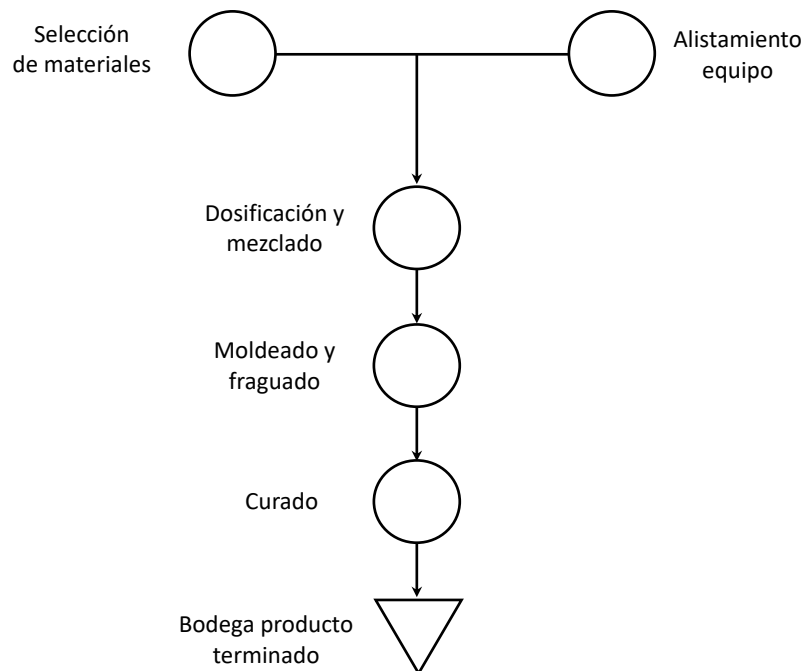 Selección
de materiales
Alistamiento
equipo
Dosificación y
mezclado
Moldeado y
fraguado
Curado
Bodega producto
terminado